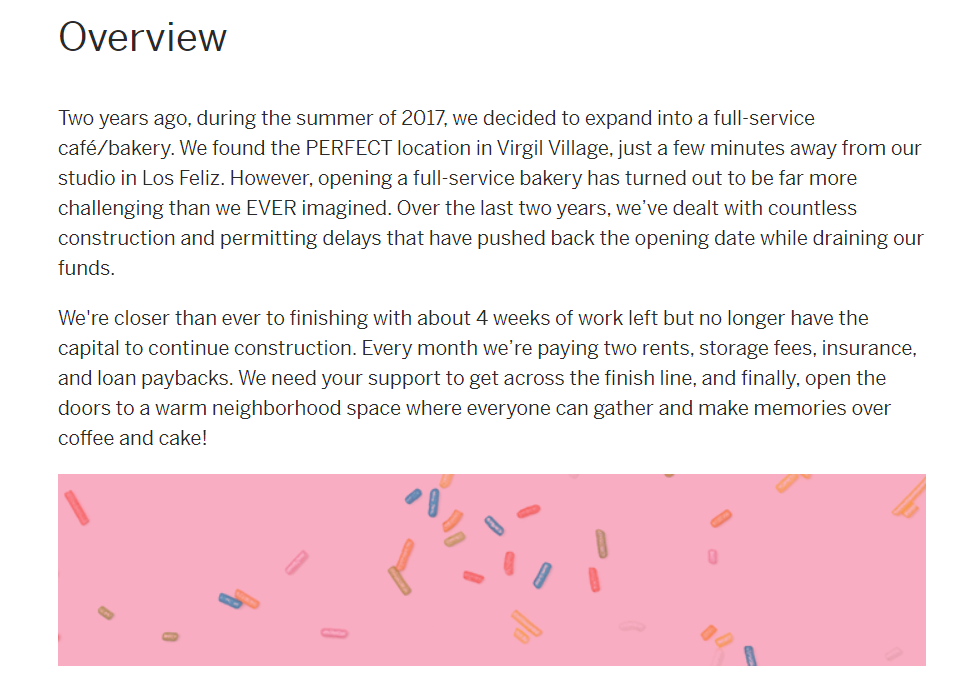 Overview
Two years ago, during the summer of 2017, we decided to expand into a full-service
café/bakery. We found the PERFECT location in Virgil Village, just a few minutes away from our
studio in Los Feliz. However, opening a full-service bakery has turned out to be far more
challenging than we EVER imagined. Over the last two years, we’ve dealt with countless
construction and permitting delays that have pushed back the opening date while draining our
funds.
We're closer than ever to finishing with about 4 weeks of work left but no longer have the
capital to continue construction. Every month we’re paying two rents, storage fees, insurance,
and loan paybacks. We need your support to get across the finish line, and finally, open the
doors to a warm neighborhood space where everyone can gather and make memories over
coffee and cake!